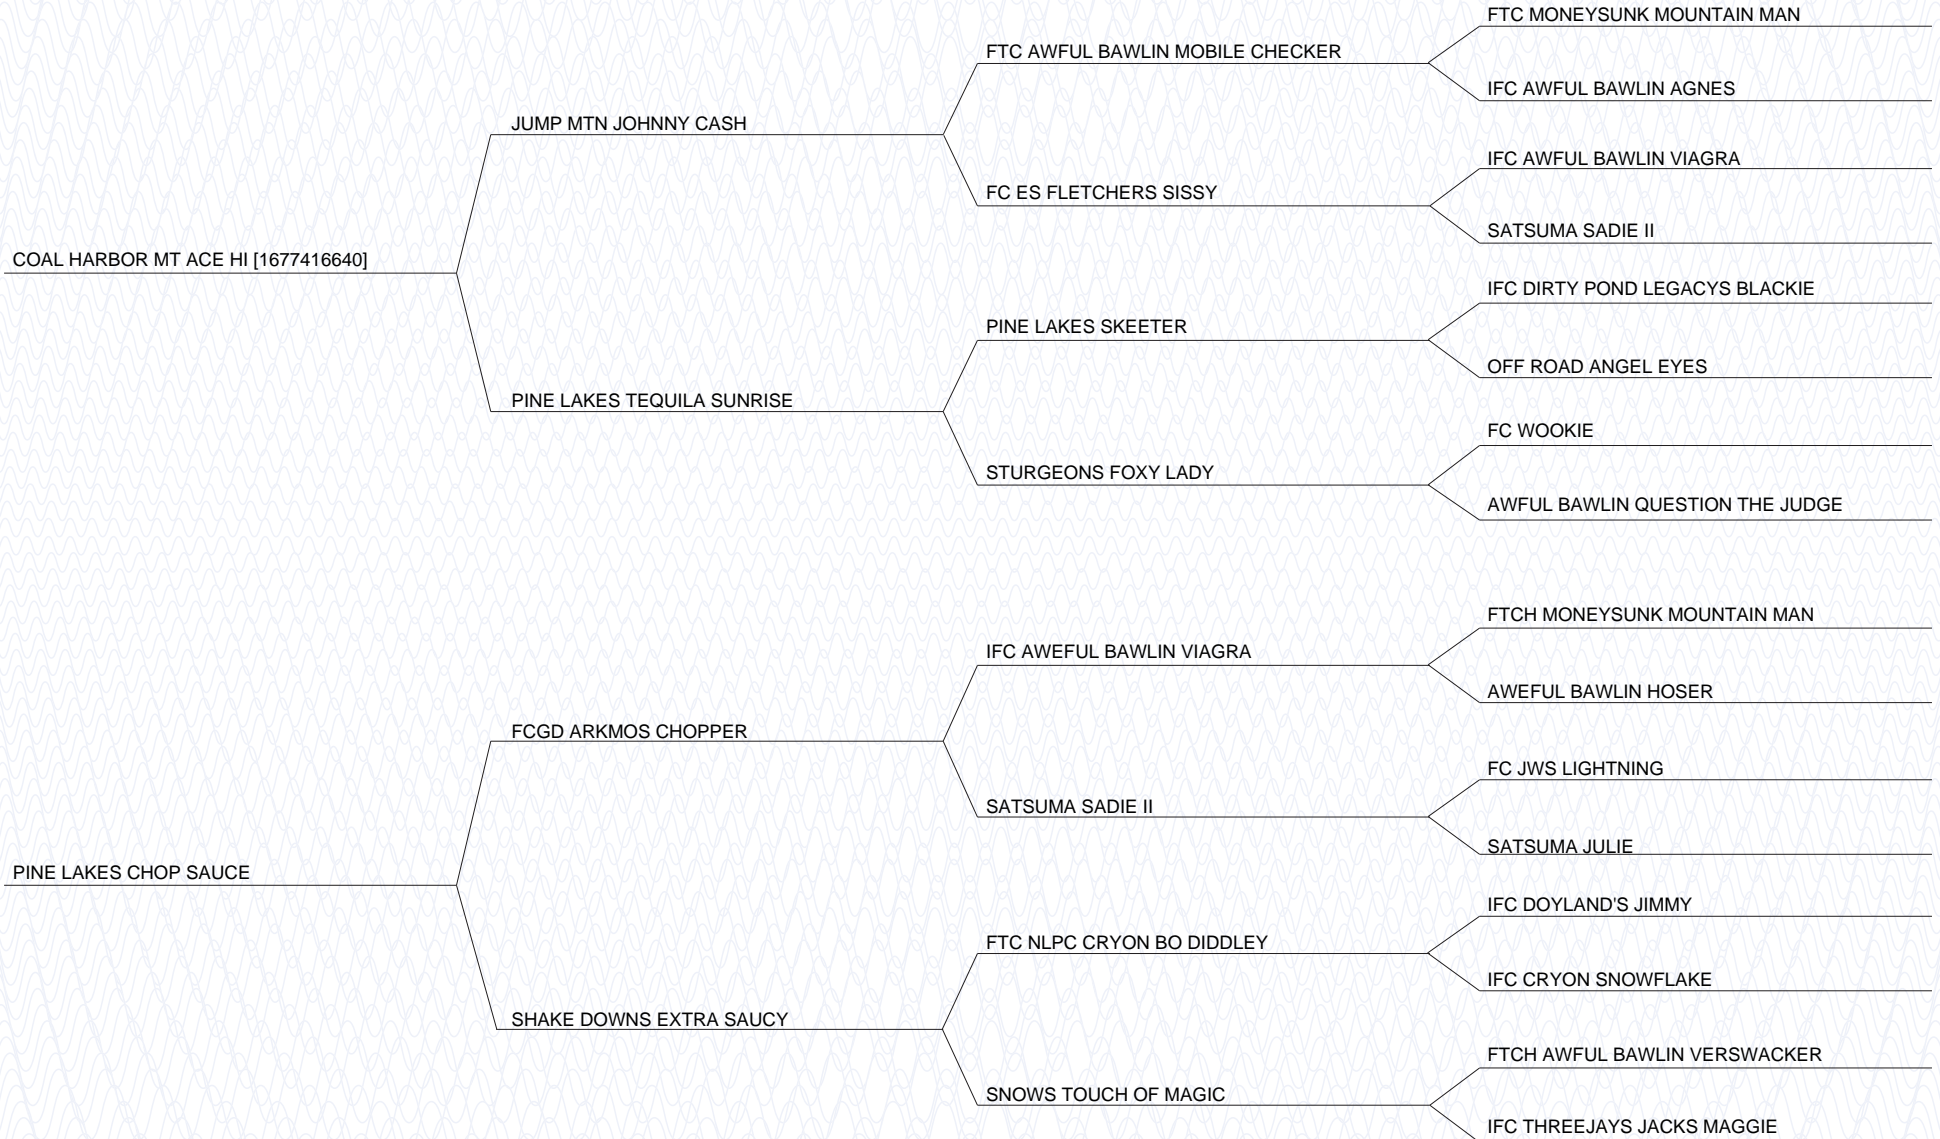 FTC MONEYSUNK MOUNTAIN MAN
FTC AWFUL BAWLIN MOBILE CHECKER
IFC AWFUL BAWLIN AGNES
JUMP MTN JOHNNY CASH
IFC AWFUL BAWLIN VIAGRA
FC ES FLETCHERS SISSY
SATSUMA SADIE II
COAL HARBOR MT ACE HI [1677416640]
IFC DIRTY POND LEGACYS BLACKIE
PINE LAKES SKEETER
OFF ROAD ANGEL EYES
PINE LAKES TEQUILA SUNRISE
FC WOOKIE
STURGEONS FOXY LADY
AWFUL BAWLIN QUESTION THE JUDGE
FTCH MONEYSUNK MOUNTAIN MAN
IFC AWEFUL BAWLIN VIAGRA
AWEFUL BAWLIN HOSER
FCGD ARKMOS CHOPPER
FC JWS LIGHTNING
SATSUMA SADIE II
SATSUMA JULIE
PINE LAKES CHOP SAUCE
IFC DOYLAND'S JIMMY
FTC NLPC CRYON BO DIDDLEY
IFC CRYON SNOWFLAKE
SHAKE DOWNS EXTRA SAUCY
FTCH AWFUL BAWLIN VERSWACKER
SNOWS TOUCH OF MAGIC
IFC THREEJAYS JACKS MAGGIE